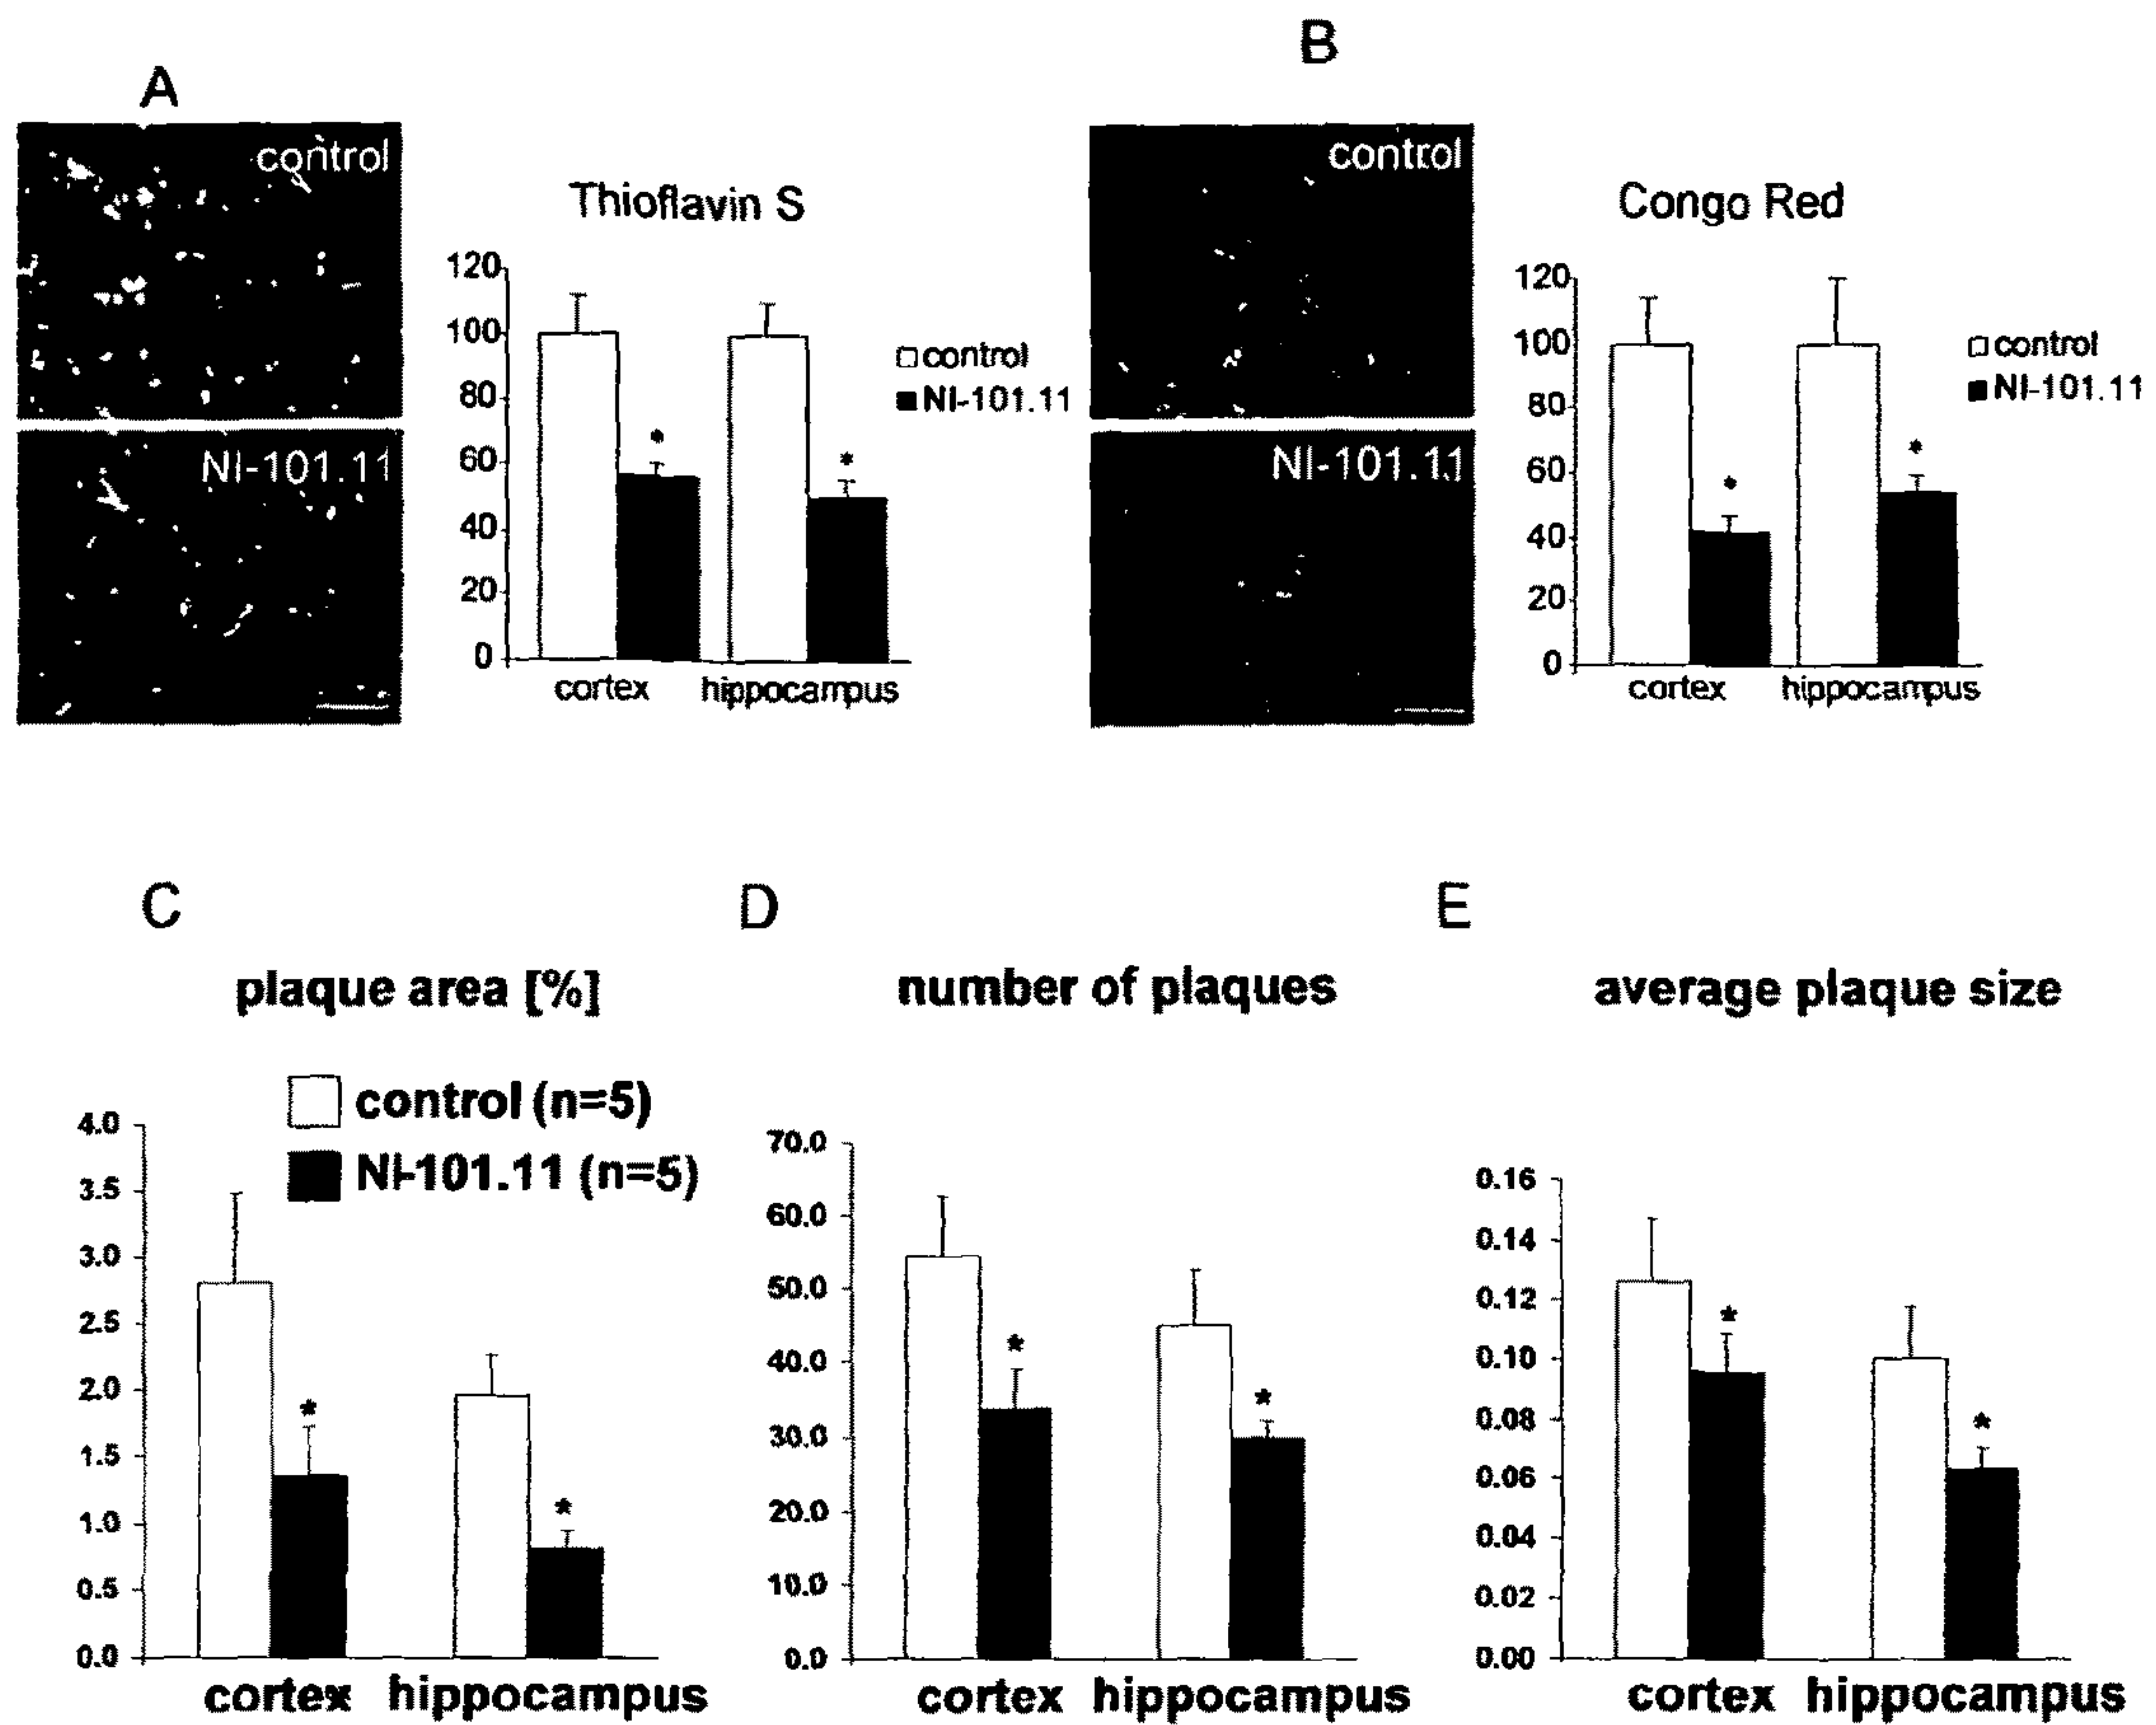 A
control
NI-101.11
Thioflavin S
120
100
80
60
40
20
0
*
*
cortex
hippocampus
control
NI-101.11
B
control
NI-101.11
Congo Red
120
100
80
60
40
20
0
*
*
cortex
hippocampus
control
NI-101.11
C
plaque area [%]
control (n=5)
NI-101.11 (n=5)
4.0
3.5
3.0
2.5
2.0
1.5
1.0
0.5
0.0
*
*
cortex
hippocampus
D
number of plaques
70.0
60.0
50.0
40.0
30.0
20.0
10.0
0.0
*
*
cortex
hippocampus
E
average plaque size
0.16
0.14
0.12
0.10
0.08
0.06
0.04
0.02
0.00
*
*
cortex
hippocampus